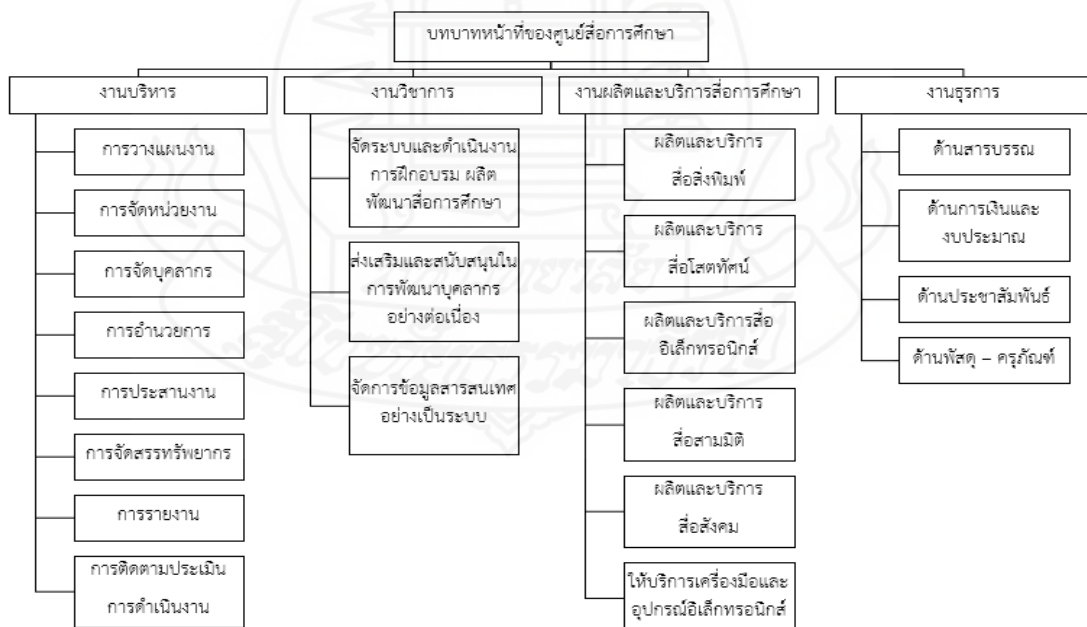 บทบาทหน้าที่ของศูนย์สื่อการศึกษา
งานบริหาร
การวางแผนงาน
การจัดหน่วยงาน
การจัดบุคลากร
การอำนวยการ
การประสานงาน
การจัดสรรทรัพยากร
การรายงาน
การติดตามประเมิน
การดำเนินงาน
งานวิชาการ
จัดระบบและดำเนินงาน
การฝึกอบรม ผลิต
พัฒนาสื่อการศึกษา
ส่งเสริมและสนับสนุนใน
การพัฒนาบุคลากร
อย่างต่อเนื่อง
จัดการข้อมูลสารสนเทศ
อย่างเป็นระบบ
งานผลิตและบริการสื่อการศึกษา
ผลิตและบริการ
สื่อสิ่งพิมพ์
ผลิตและบริการ
สื่อโสตทัศน์
ผลิตและบริการสื่อ
อิเล็กทรอนิกส์
ผลิตและบริการ
สื่อสามมิติ
ผลิตและบริการ
สื่อสังคม
ให้บริการเครื่องมือและ
อุปกรณ์อิเล็กทรอนิกส์
งานธุรการ
ด้านสารบรรณ
ด้านการเงินและ
งบประมาณ
ด้านประชาสัมพันธ์
ด้านพัสดุ – ครุภัณฑ์